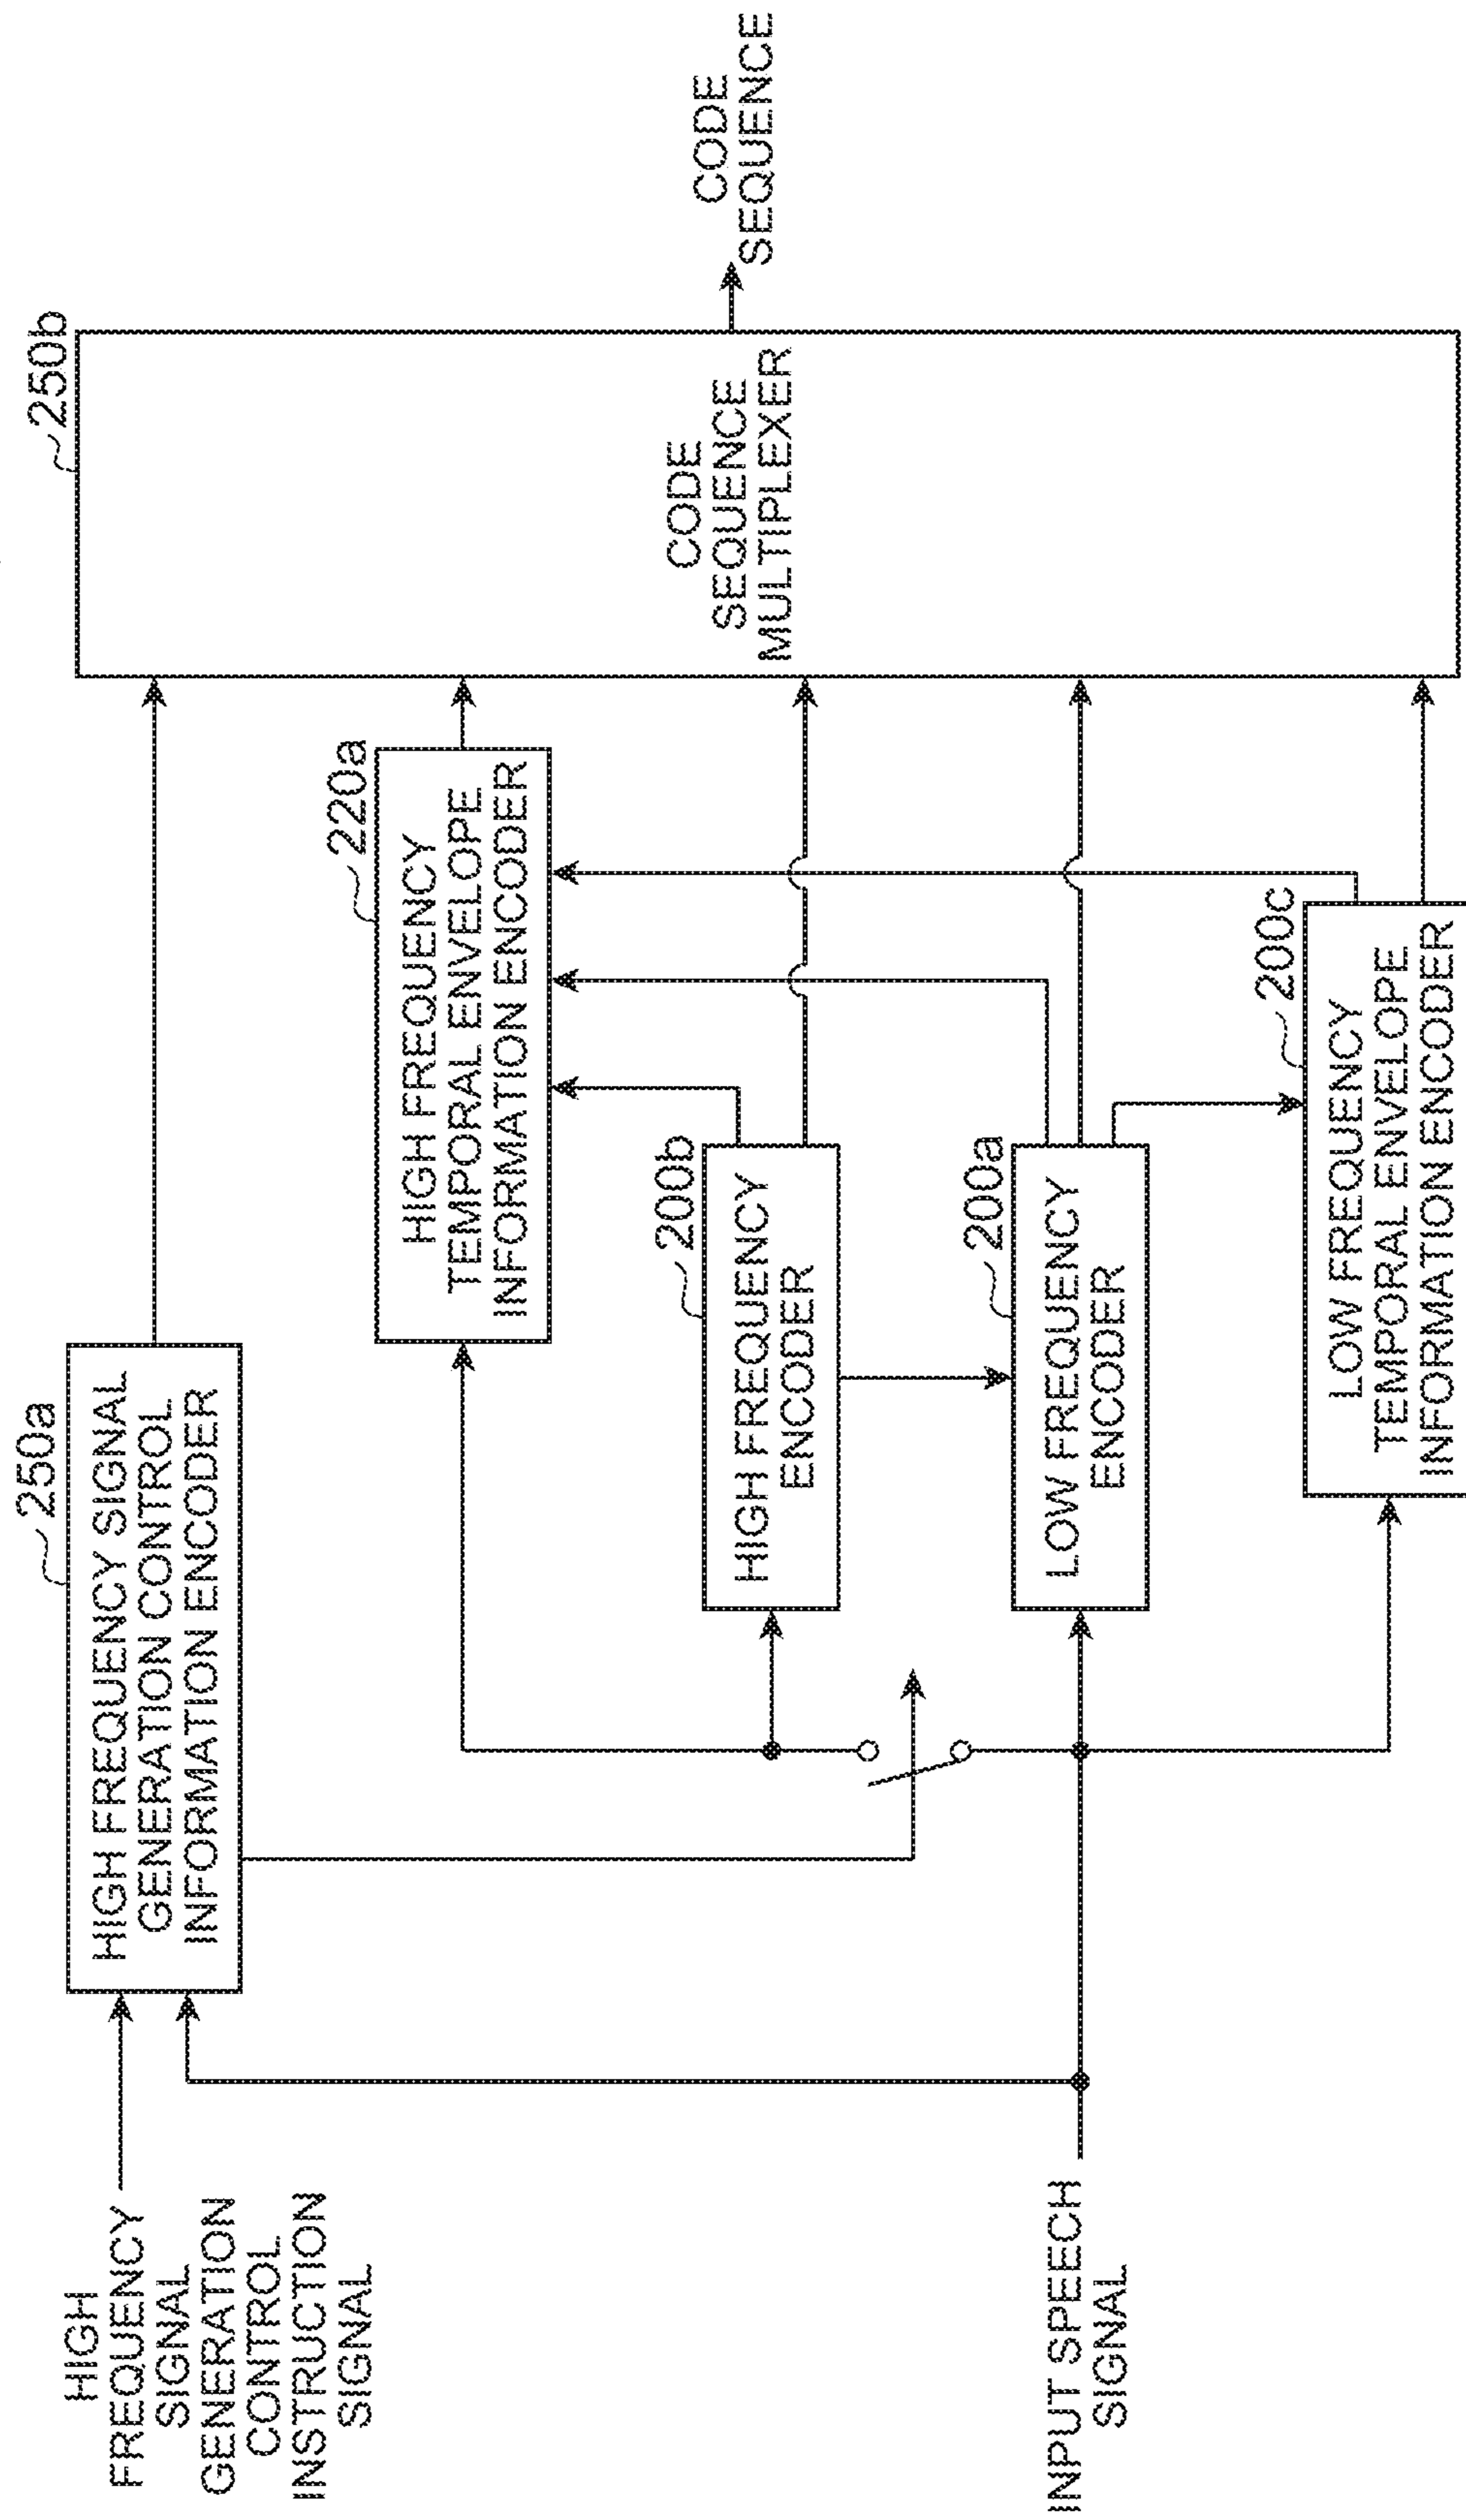 HIGH
FREQUENCY
SIGNAL
GENERATION
CONTROL
INSTRUCTION
SIGNAL
250a
HIGH FREQUENCY SIGNAL
GENERATION CONTROL
INFORMATION ENCODER
220a
HIGH FREQUENCY
TEMPORAL ENVELOPE
INFORMATION ENCODER
250b
CODE
SEQUENCE
MULTIPLEXER
CODE
SEQUENCE
200b
HIGH FREQUENCY
ENCODER
INPUT SPEECH
SIGNAL
200a
LOW FREQUENCY
ENCODER
200c
LOW FREQUENCY
TEMPORAL ENVELOPE
INFORMATION ENCODER